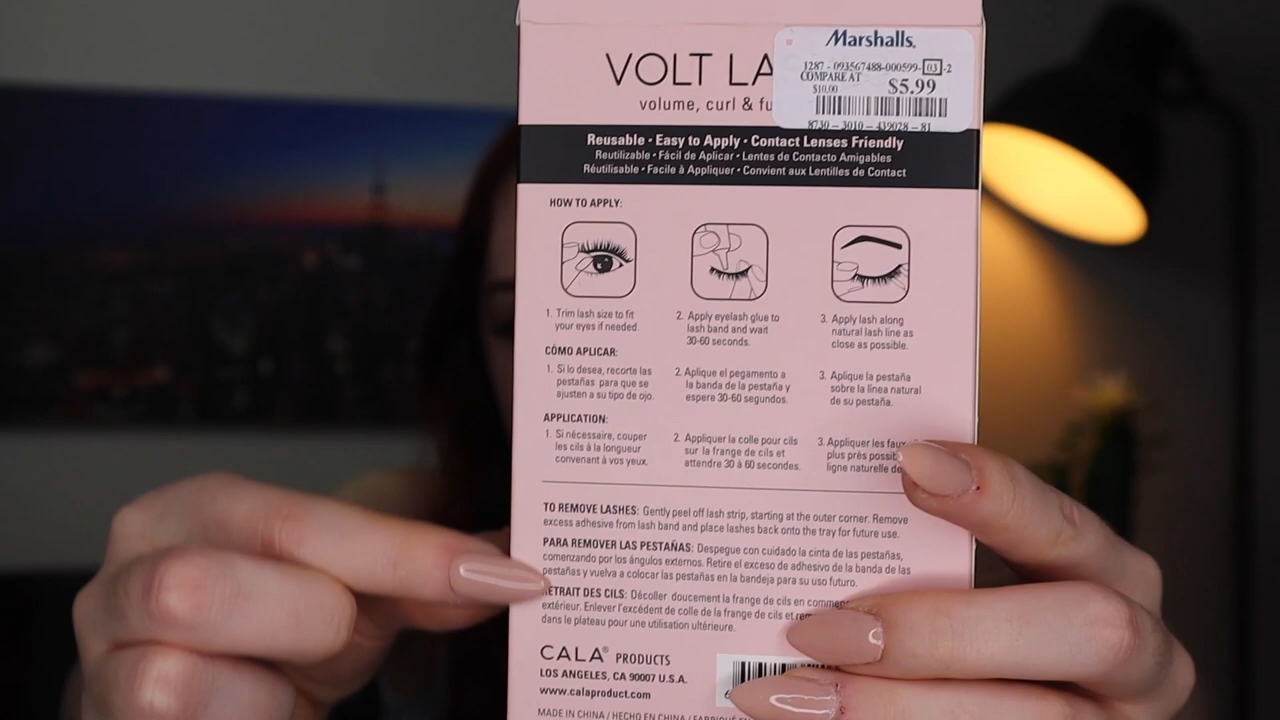 VOLT LA
volume, curl & fu
Marshalls.
1287 - 093567488-000599- 03 -2
COMPARE AT
$10.00 $5.99
8730 - 3010 - 439028 - 81
Reusable • Easy to Apply • Contact Lenses Friendly
Reutilizable • Fácil de Aplicar • Lentes de Contacto Amigables
Réutilisable • Facile à Appliquer • Convient aux Lentilles de Contact
HOW TO APPLY:
1. Trim lash size to fit
your eyes if needed.
2. Apply eyelash glue to
lash band and wait
30-60 seconds.
3. Apply lash along
natural lash line as
close as possible.
CÓMO APLICAR:
1. Si lo desea, recorte las
pestañas para que se
ajusten a su tipo de ojo.
2. Aplique el pegamento a
la banda de la pestaña y
espere 30-60 segundos.
3. Aplique la pestaña
sobre la línea natural
de su pestaña.
APPLICATION:
1. Si nécessaire, couper
les cils à la longueur
convenant à vos yeux.
2. Appliquer la colle pour cils
sur la frange de cils et
attendre 30 à 60 secondes.
3. Appliquer les faux
plus près possib
ligne naturelle de
TO REMOVE LASHES: Gently peel off lash strip, starting at the outer corner. Remove
excess adhesive from lash band and place lashes back onto the tray for future use.
PARA REMOVER LAS PESTAÑAS: Despegue con cuidado la cinta de las pestañas,
comenzando por los ángulos externos. Retire el exceso de adhesivo de la banda de las
pestañas y vuelva a colocar las pestañas en la bandeja para su uso futuro.
RETRAIT DES CILS: Décoller doucement la frange de cils en commen
extérieur. Enlever l'excédent de colle de la frange de cils et
dans le plateau pour une utilisation ultérieure.
CALA® PRODUCTS
LOS ANGELES, CA 90007 U.S.A.
www.calaproduct.com
6
MADE IN CHINA / HECHO EN CHINA / FABRIQUÉ EN